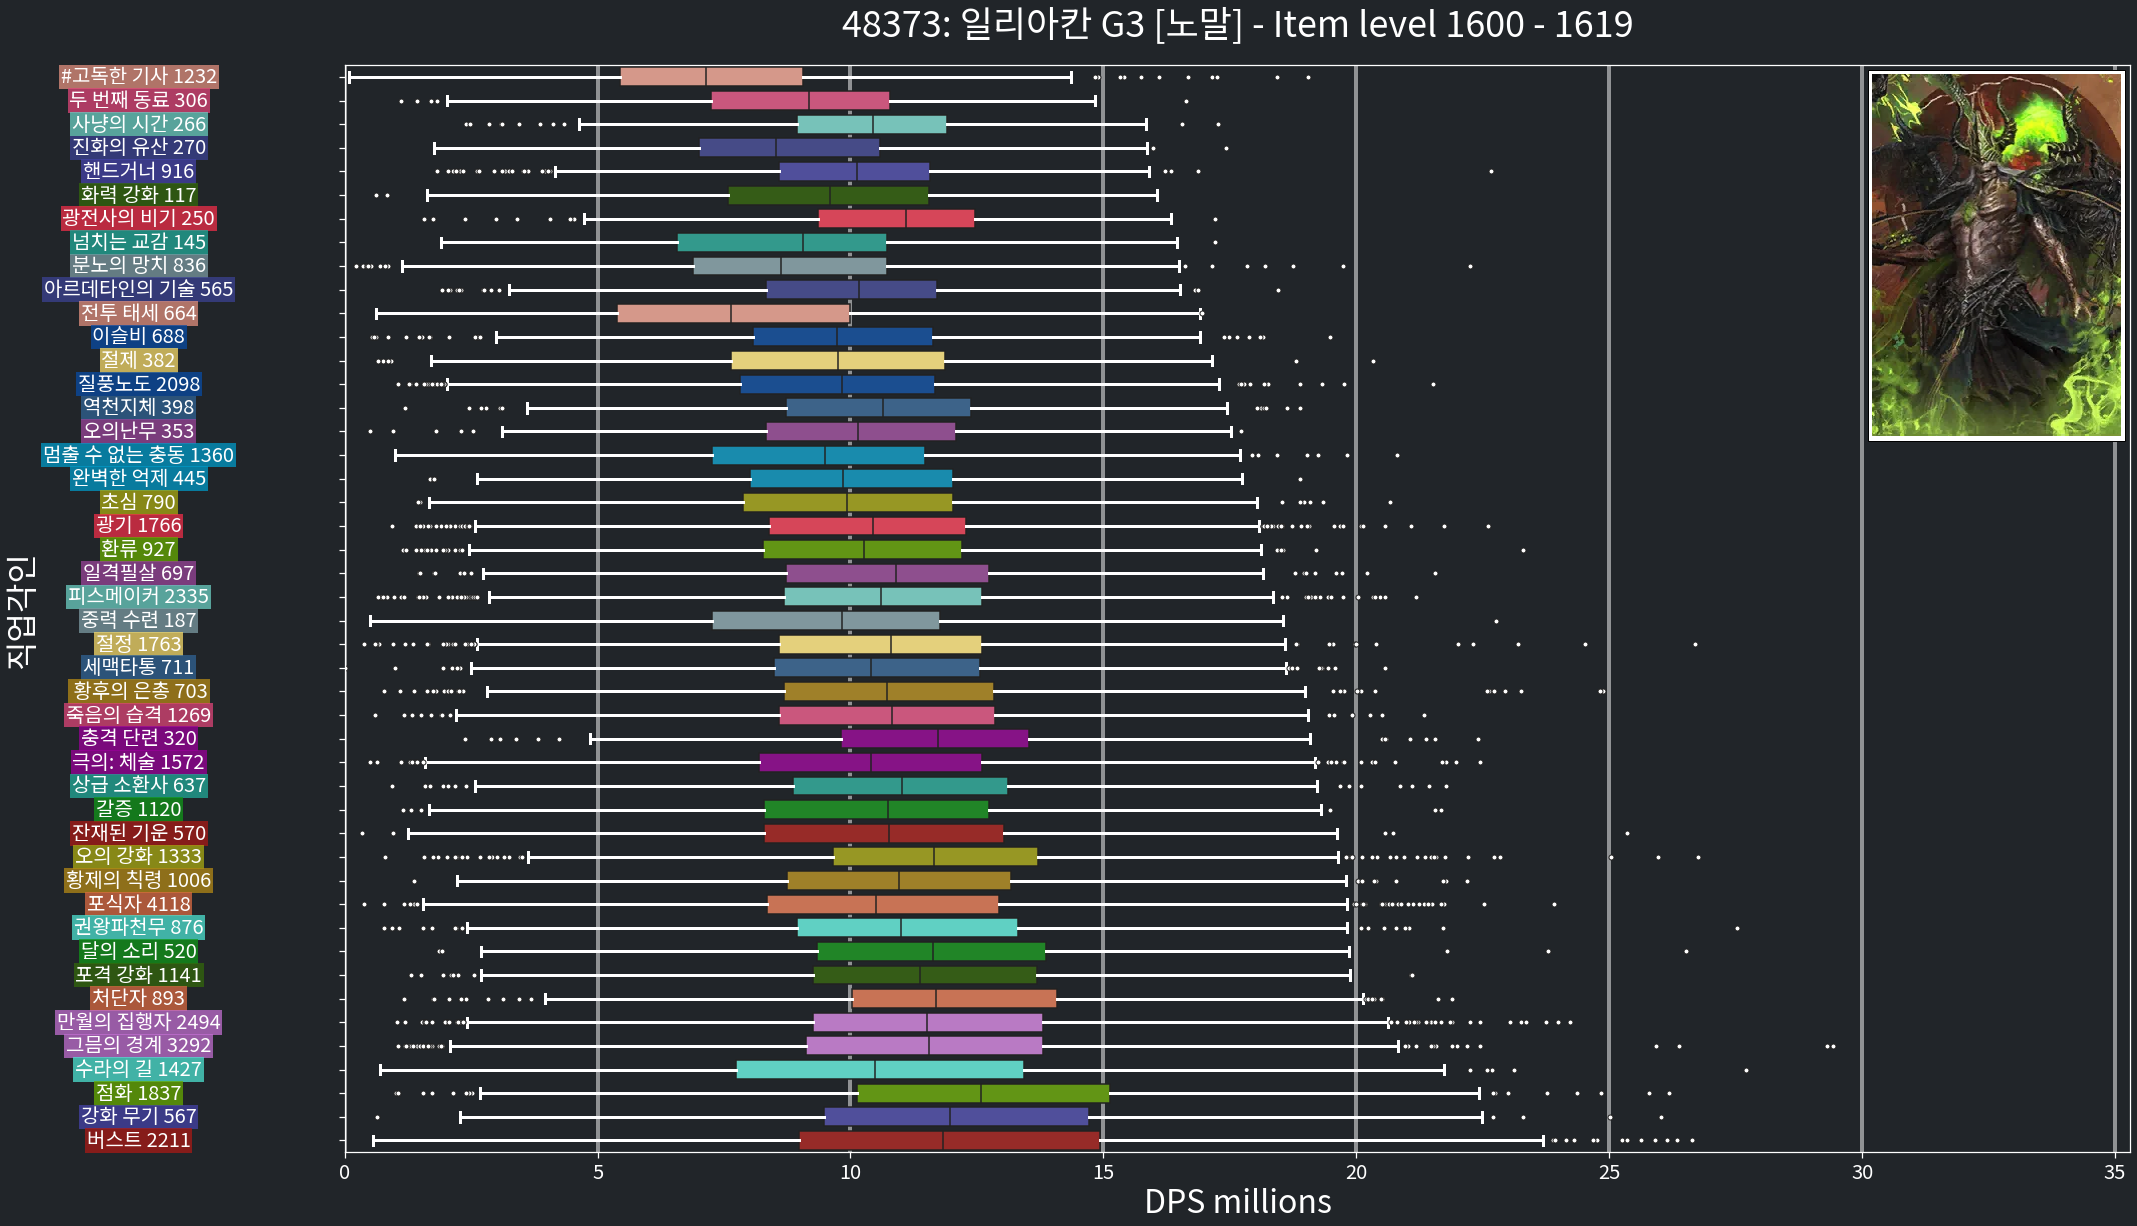 48373: 일리아칸 G3 [노말] - Item level 1600 - 1619
직업각인
#고독한 기사 1232
두 번째 동료 306
사냥의 시간 266
진화의 유산 270
핸드거너 916
화력 강화 117
광전사의 비기 250
넘치는 교감 145
분노의 망치 836
아르데타인의 기술 565
전투 태세 664
이슬비 688
절제 382
질풍노도 2098
역천지체 398
오의난무 353
멈출 수 없는 충동 1360
완벽한 억제 445
초심 790
광기 1766
환류 927
일격필살 697
피스메이커 2335
중력 수련 187
절정 1763
세맥타통 711
황후의 은총 703
죽음의 습격 1269
충격 단련 320
극의: 체술 1572
상급 소환사 637
갈증 1120
잔재된 기운 570
오의 강화 1333
황제의 칙령 1006
포식자 4118
권왕파천무 876
달의 소리 520
포격 강화 1141
처단자 893
만월의 집행자 2494
그믐의 경계 3292
수라의 길 1427
점화 1837
강화 무기 567
버스트 2211
0 5 10 15 20 25 30 35
DPS millions